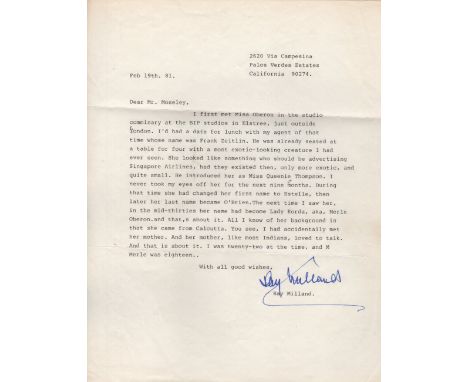 2620 Via Campesina
Palos Verdes Estates
California 90274.
Feb 19th. 81.
Dear Mr. Moseley,
I first met Miss Oberon in the studio
commisary at the BIP studios in Elstree, just outside
London. I'd had a date for lunch with my agent of that
time whose name was Frank Zeitlin. He was already seated at
a table for four with a most exotic-looking creature I had
ever seen. She looked like something who should be advertising
Singapore Airlines, had they existed then, only more exotic, and
quite small. He introduced her as Miss Queenie Thompson. I
never took my eyes off her for the next nine months. During
that time she had changed her first name to Estelle, then
later her last name became O'Brien.The next time I saw her,
in the mid-thirties her name had become Lady Korda, aka, Merle
Oberon.and that,s about it. All I know of her background is
that she came from Calcutta. You see, I had accidentally met
her mother. And her mother, like most Indians, loved to talk.
And that is about it. I was twenty-two at the time, and M
Merle was eighteen..
With all good wishes,
Ray Milland
Ray Milland.